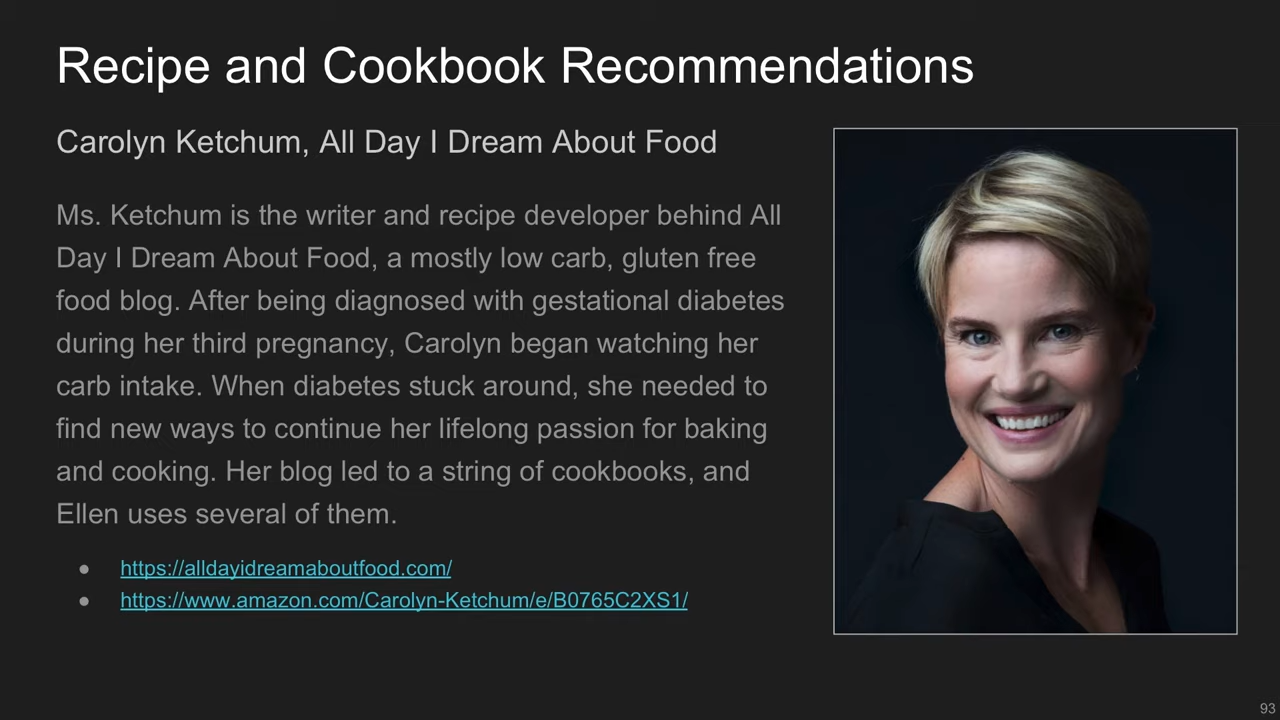 Recipe and Cookbook Recommendations
Carolyn Ketchum, All Day I Dream About Food
Ms. Ketchum is the writer and recipe developer behind All
Day I Dream About Food, a mostly low carb, gluten free
food blog. After being diagnosed with gestational diabetes
during her third pregnancy, Carolyn began watching her
carb intake. When diabetes stuck around, she needed to
find new ways to continue her lifelong passion for baking
and cooking. Her blog led to a string of cookbooks, and
Ellen uses several of them.
● https://alldayidreamaboutfood.com/
● https://www.amazon.com/Carolyn-Ketchum/e/B0765C2XS1/
93